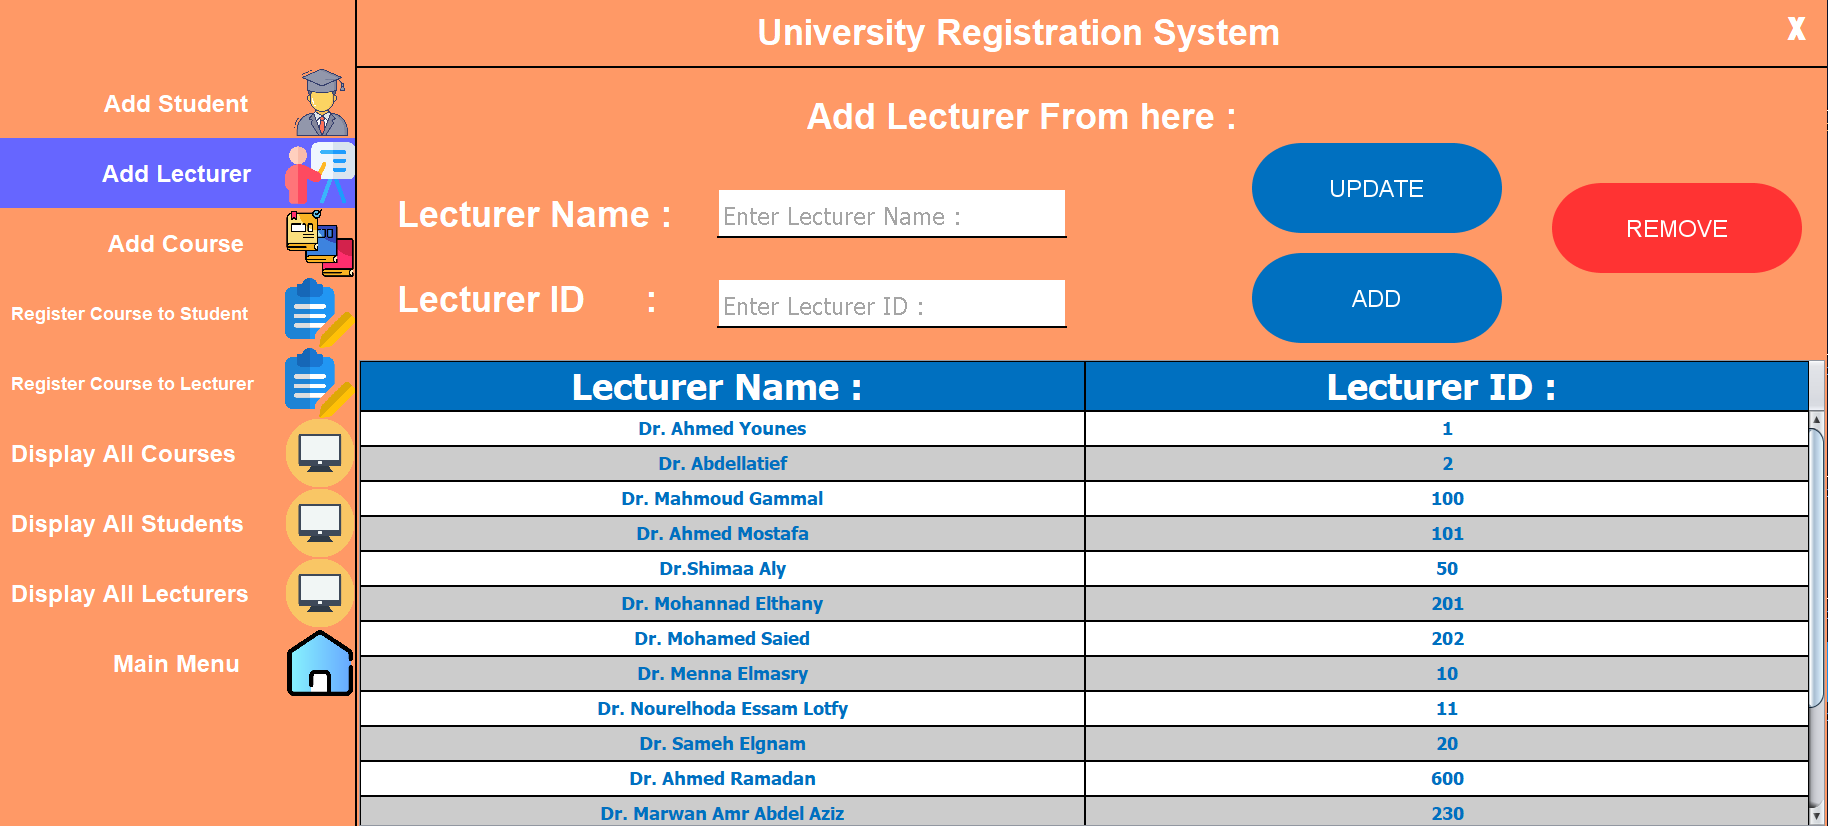 University Registration System
X
Add Student
Add Lecturer
Add Course
Register Course to Student
Register Course to Lecturer
Display All Courses
Display All Students
Display All Lecturers
Main Menu
Add Lecturer From here :
Lecturer Name :
Enter Lecturer Name :
Lecturer ID :
Enter Lecturer ID :
UPDATE
ADD
REMOVE
Lecturer Name : Lecturer ID :
Dr. Ahmed Younes 1
Dr. Abdellatief 2
Dr. Mahmoud Gammal 100
Dr. Ahmed Mostafa 101
Dr.Shimaa Aly 50
Dr. Mohannad Elthany 201
Dr. Mohamed Saied 202
Dr. Menna Elmasry 10
Dr. Nourelhoda Essam Lotfy 11
Dr. Sameh Elgnam 20
Dr. Ahmed Ramadan 600
Dr. Marwan Amr Abdel Aziz 230